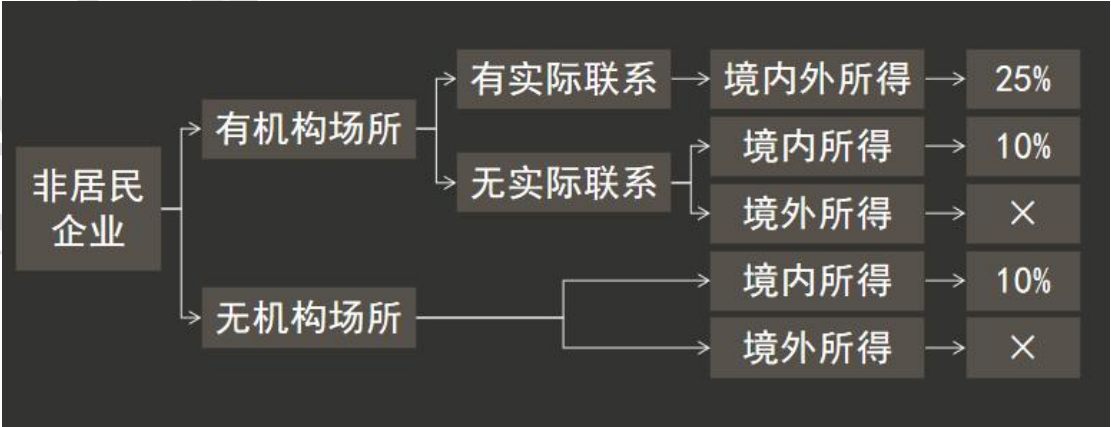 有实际联系
境内外所得
25%
有机构场所
境内所得
10%
无实际联系
非居民
企业
境外所得
×
境内所得
10%
无机构场所
境外所得
×